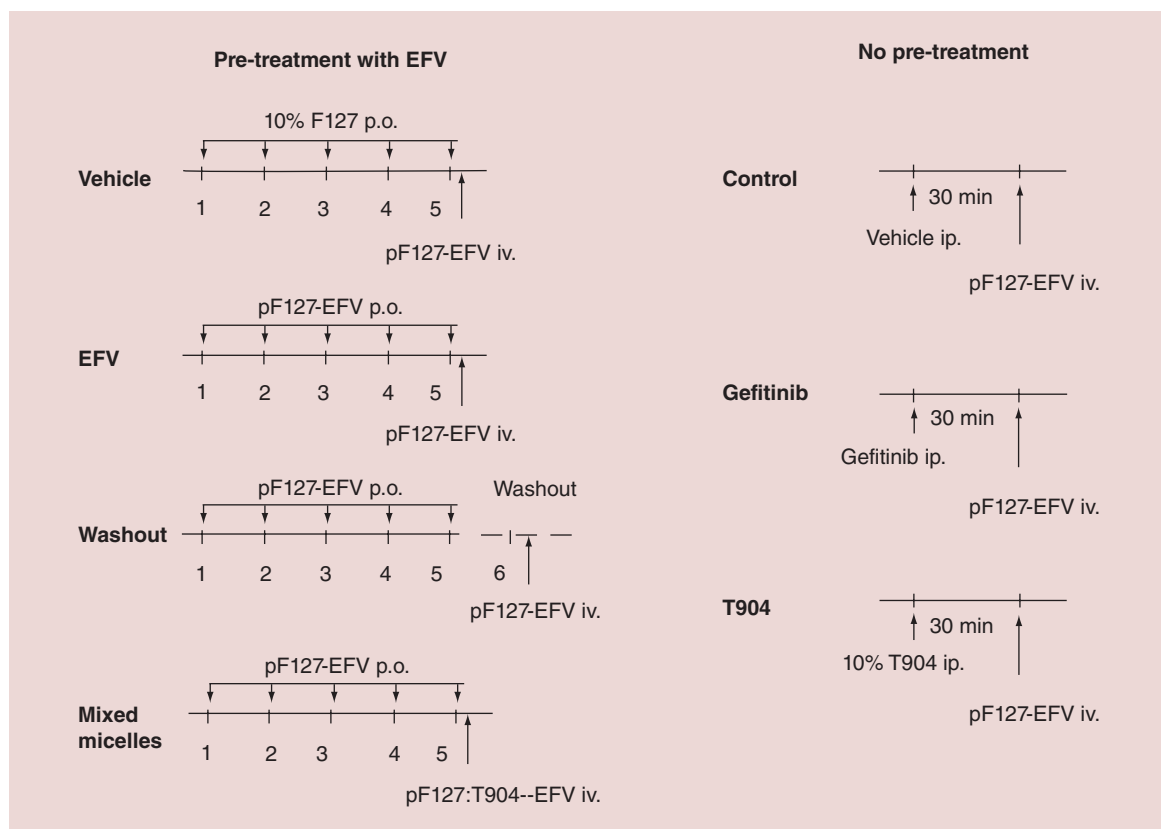 Pre-treatment with EFV
10% F127 p.o.
Vehicle
1 2 3 4 5
pF127-EFV iv.
pF127-EFV p.o.
EFV
1 2 3 4 5
pF127-EFV iv.
pF127-EFV p.o.
Washout
Washout
1 2 3 4 5 6
pF127-EFV iv.
pF127-EFV p.o.
Mixed
micelles
1 2 3 4 5
pF127:T904--EFV iv.
No pre-treatment
Control
30 min
Vehicle ip.
pF127-EFV iv.
Gefitinib
30 min
Gefitinib ip.
pF127-EFV iv.
T904
30 min
10% T904 ip.
pF127-EFV iv.